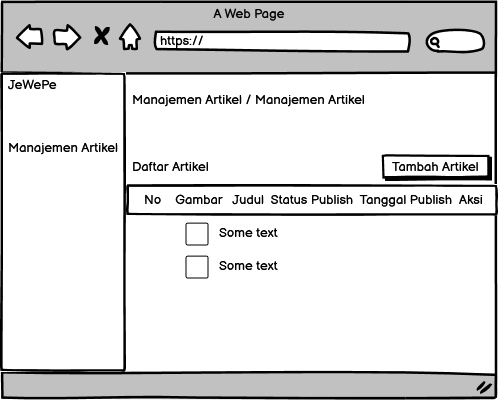 A Web Page
https://
JeWePe
Manajemen Artikel / Manajemen Artikel
Manajemen Artikel
Daftar Artikel
Tambah Artikel
No Gambar Judul Status Publish Tanggal Publish Aksi
Some text
Some text